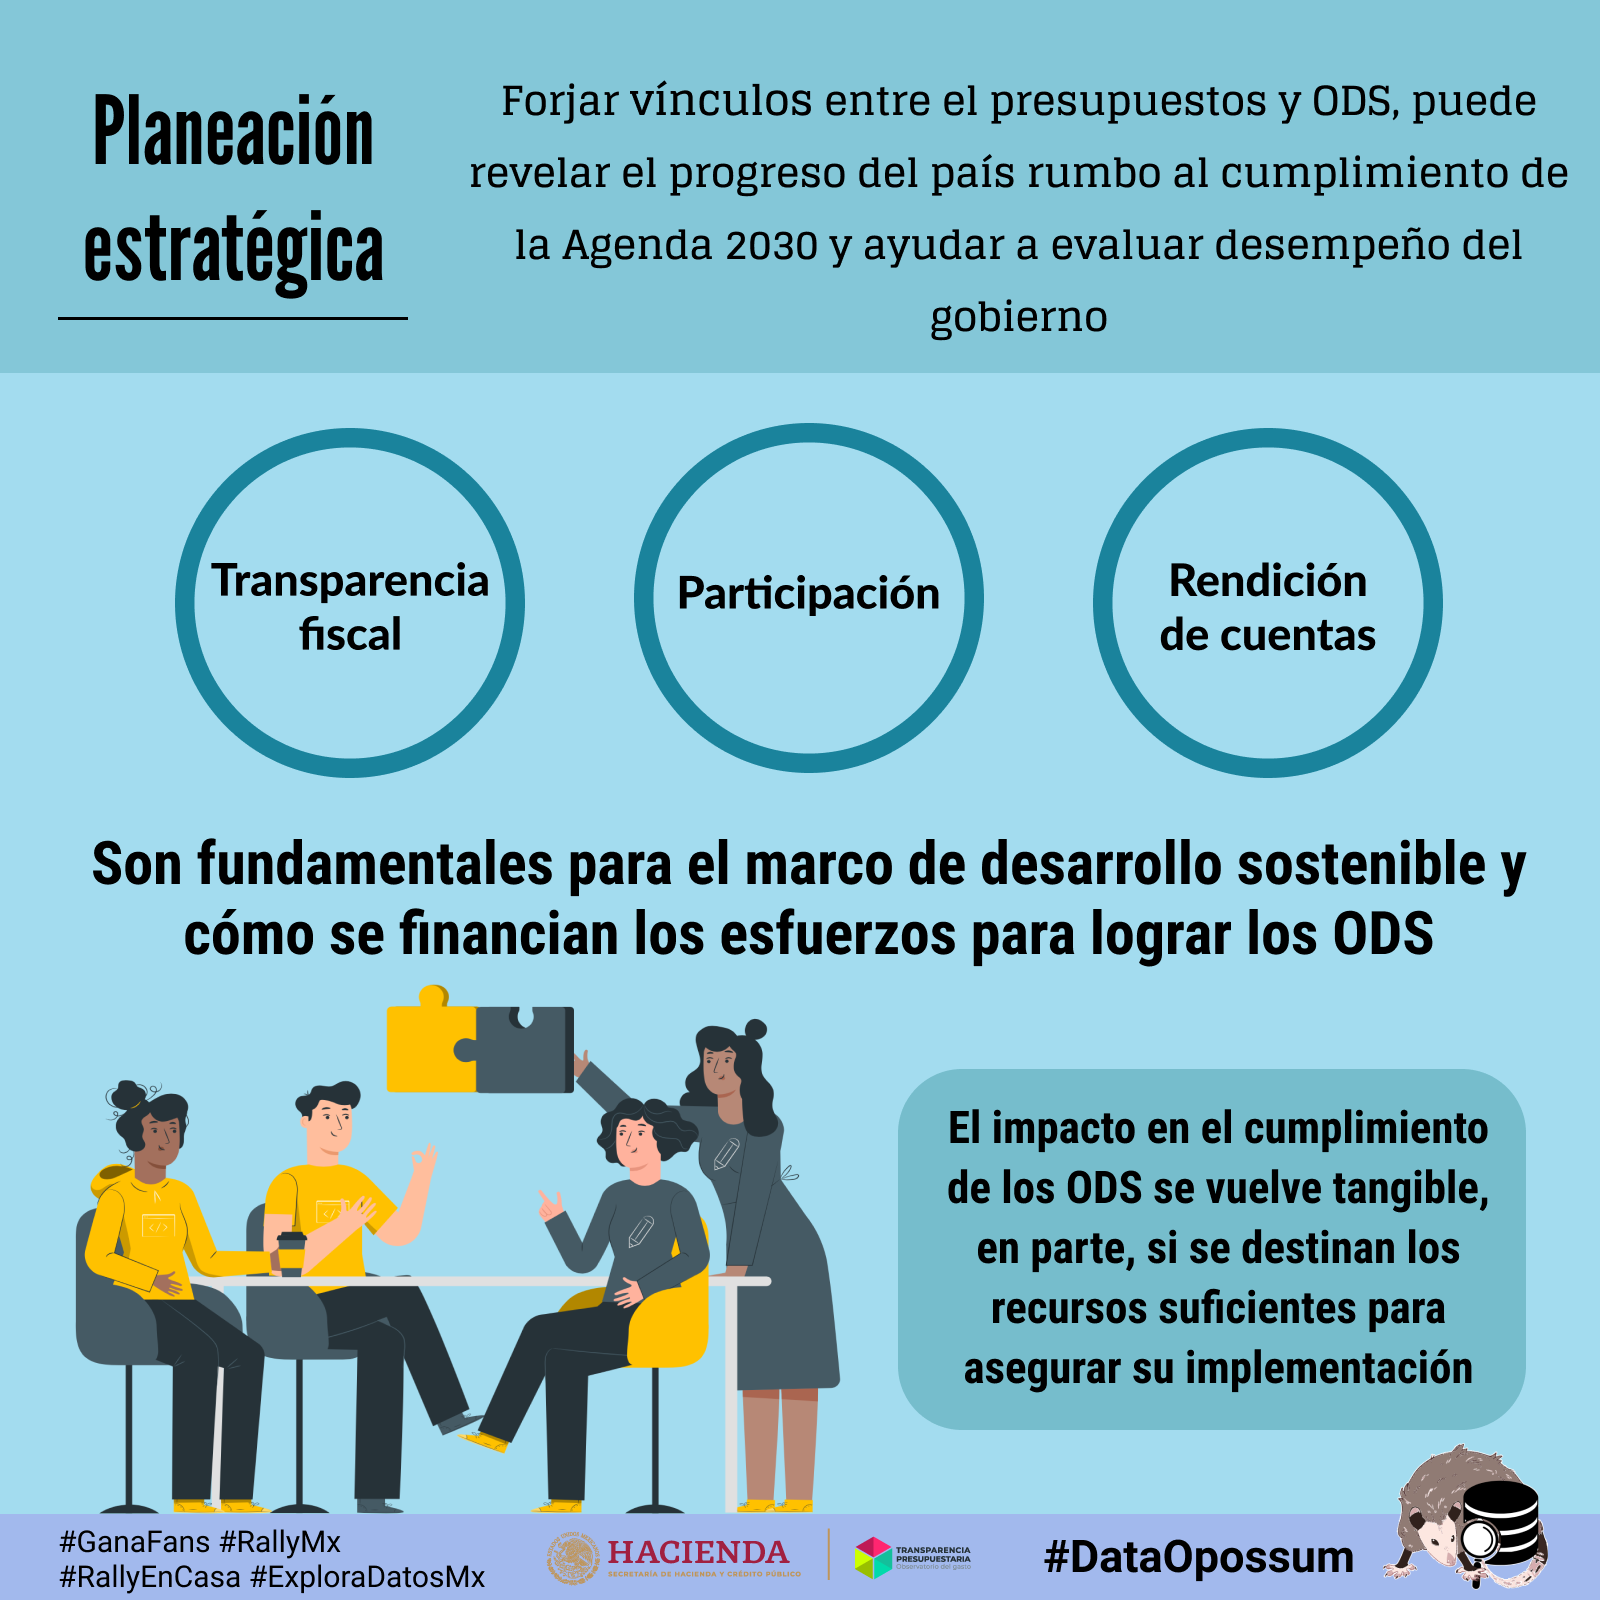 Planeación
estratégica
Forjar vínculos entre el presupuestos y ODS, puede
revelar el progreso del país rumbo al cumplimiento de
la Agenda 2030 y ayudar a evaluar desempeño del
gobierno
Transparencia
fiscal
Participación
Rendición
de cuentas
Son fundamentales para el marco de desarrollo sostenible y
cómo se financian los esfuerzos para lograr los ODS
El impacto en el cumplimiento
de los ODS se vuelve tangible,
en parte, si se destinan los
recursos suficientes para
asegurar su implementación
#GanaFans #RallyMx
#RallyEnCasa #ExploraDatosMx
HACIENDA
SECRETARÍA DE HACIENDA Y CRÉDITO PÚBLICO
TRANSPARENCIA
PRESUPUESTARIA
Observatorio del gasto
#DataOpossum